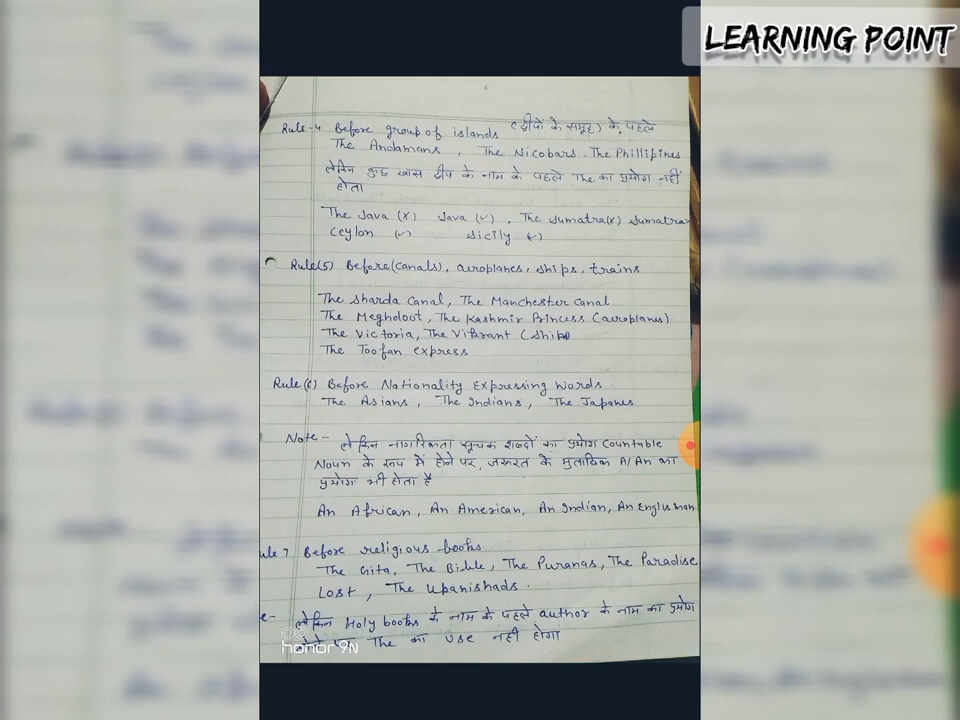 LEARNING POINT
Rule-4 Before group of islands (द्वीपों के समूह) के पहले
The Andamans, The Nicobars. The Phillipines
लेकिन कुछ खास द्वीप के नाम के पहले The का प्रयोग नहीं
होता
The Java (x) Java (✓), The Sumatra(x) Sumatra
Ceylon (✓) Sicily (✓)
Rule(5) Before(canals), aeroplanes, ships, trains
The Sharda Canal, The Manchester Canal
The Meghdoot, The Kashmir Princess (aeroplanes)
The Victoria, The Vikrant (Ship)
The Toofan express
Rule(6) Before Nationality Expressing words
The Asians, The Indians, The Japanes
Note- लेकिन नागरिकता सूचक शब्दों का प्रयोग Countable
Noun के रूप में होने पर, जरूरत के मुताबिक A/An का
प्रयोग भी होता है
An African, An American, An Indian, An Englisman
ule 7 Before religious books
The Gita, The Bible, The Puranas, The Paradise
Lost, The Upanishads.
e- लेकिन Holy books के नाम के पहले author के नाम का प्रयोग
The का use नहीं होगा
honor 9N